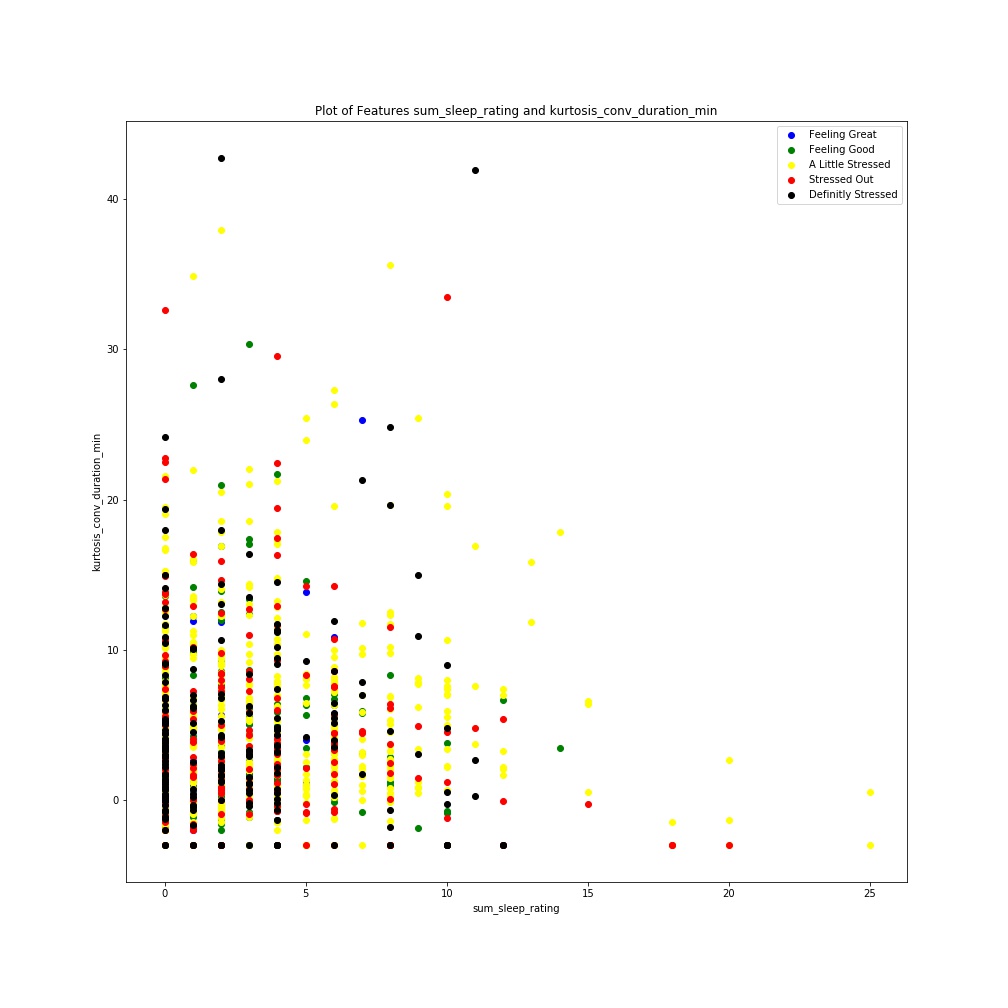 Plot of Features sum_sleep_rating and kurtosis_conv_duration_min
Feeling Great
Feeling Good
A Little Stressed
Stressed Out
Definitly Stressed
kurtosis_conv_duration_min
40
30
20
10
0
0 5 10 15 20 25
sum_sleep_rating